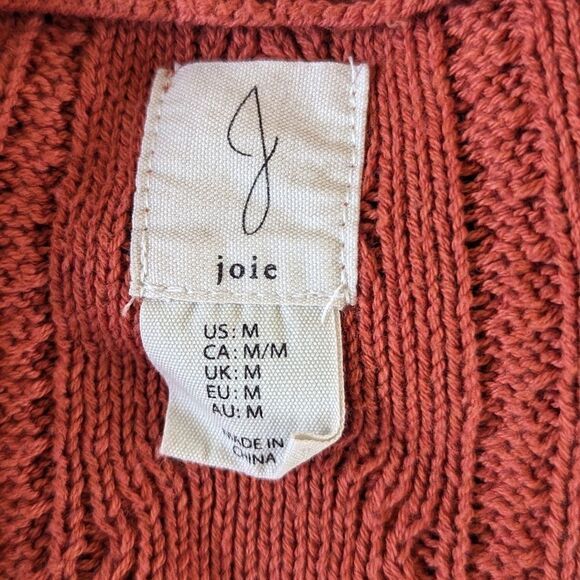 J
joie
US: M
CA: M/M
UK: M
EU: M
AU: M
MADE IN
CHINA